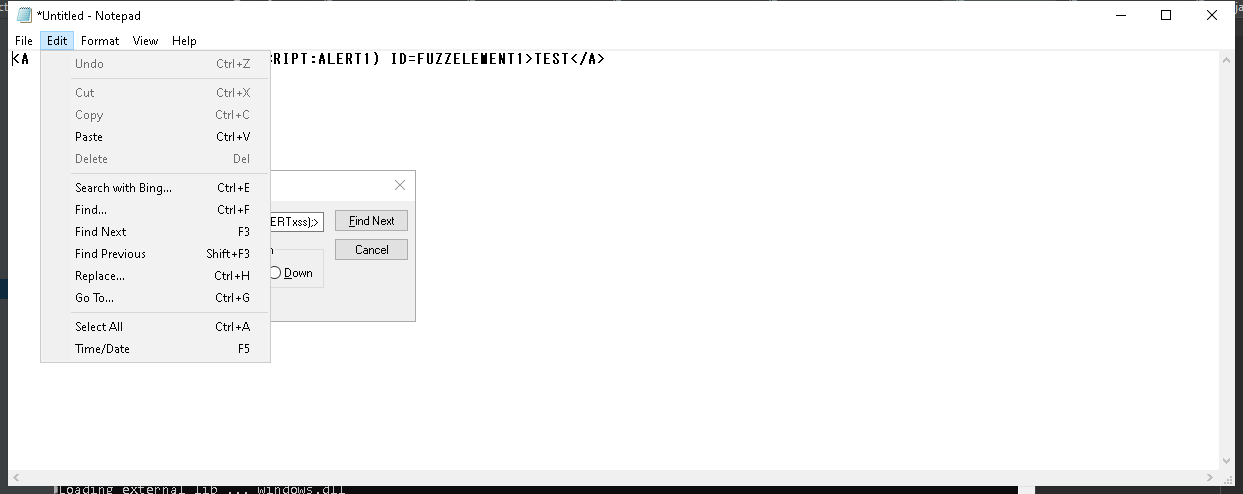 *Untitled - Notepad
File Edit Format View Help
<A RIPT:ALERT1) ID=FUZZELEMENT1>TEST</A>
Undo Ctrl+Z
Cut Ctrl+X
Copy Ctrl+C
Paste Ctrl+V
Delete Del
Search with Bing... Ctrl+E
Find... Ctrl+F
Find Next F3
Find Previous Shift+F3
Replace... Ctrl+H
Go To... Ctrl+G
Select All Ctrl+A
Time/Date F5
ERTxss);> Find Next
Cancel
Down
Loading external lib ... windows.dll